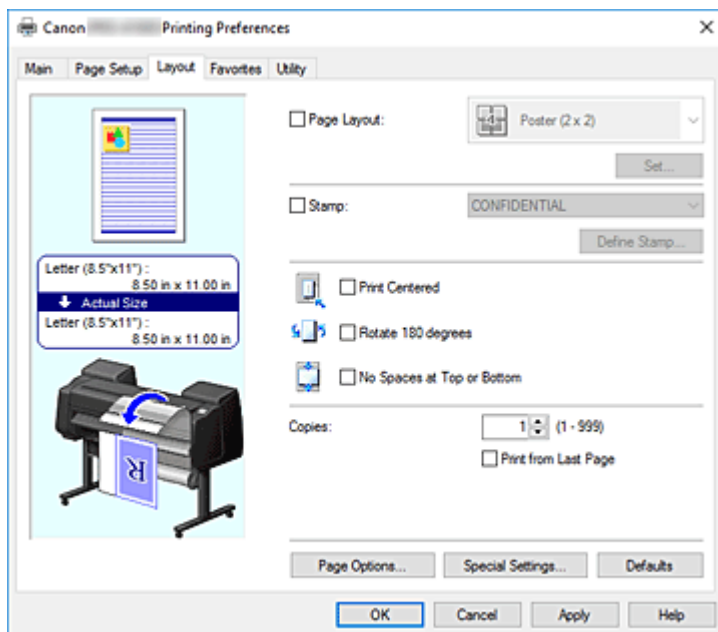 Canon Printing Preferences
Main Page Setup Layout Favorites Utility
Page Layout: Poster (2 x 2)
Set...
Stamp: CONFIDENTIAL
Define Stamp...
Letter (8.5"x11") :
8.50 in x 11.00 in
Actual Size
Letter (8.5"x11") :
8.50 in x 11.00 in
Print Centered
Rotate 180 degrees
No Spaces at Top or Bottom
Copies: 1 (1 - 999)
Print from Last Page
R
Page Options... Special Settings... Defaults
OK Cancel Apply Help